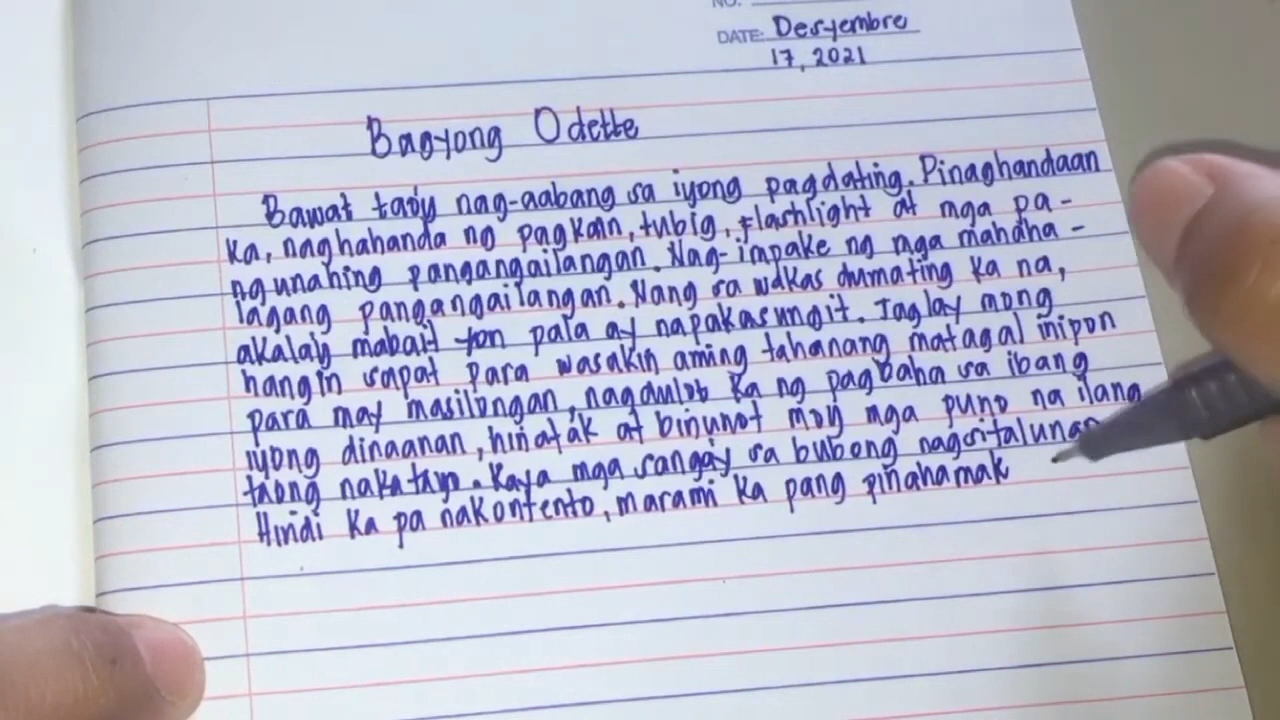 NO.
DATE: Desyembre
17, 2021
Bagyong Odette
Bawat tao'y nag-aabang sa iyong pagdating. Pinaghandaan
ka, naghahanda ng pagkain, tubig, flashlight at mga pa-
ngunahing pangangailangan. Nag-impake ng mga mahaha-
lagang pangangailangan. Nang sa wakas dumating ka na,
akala'y mabait yon pala ay napakasungit. Taglay mong
hangin sapat para wasakin aming tahanang matagal inipon
para may masilongan, nagdulot ka ng pagbaha sa ibang
iyong dinaanan, hinatak at binunot moy mga puno na ilang
taong nakatayo. Kaya mga sangay sa bubong nagsitalunan
Hindi ka pa nakontento, marami ka pang pinahamak